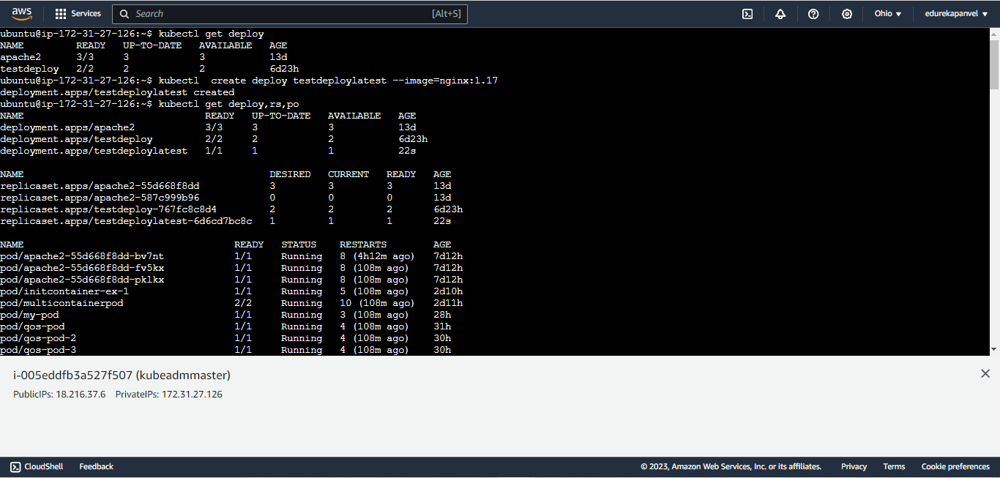 aws Services Search [Alt+S] Ohio ▼ edurekapanvel ▼
ubuntu@ip-172-31-27-126:~$ kubectl get deploy
NAME READY UP-TO-DATE AVAILABLE AGE
apache2 3/3 3 3 13d
testdeploy 2/2 2 2 6d23h
ubuntu@ip-172-31-27-126:~$ kubectl  create deploy testdeploylatest --image=nginx:1.17
deployment.apps/testdeploylatest created
ubuntu@ip-172-31-27-126:~$ kubectl get deploy,rs,po
NAME READY UP-TO-DATE AVAILABLE AGE
deployment.apps/apache2 3/3 3 3 13d
deployment.apps/testdeploy 2/2 2 2 6d23h
deployment.apps/testdeploylatest 1/1 1 1 22s
NAME DESIRED CURRENT READY AGE
replicaset.apps/apache2-55d668f8dd 3 3 3 13d
replicaset.apps/apache2-587c999b96 0 0 0 13d
replicaset.apps/testdeploy-767fc8c8d4 2 2 2 6d23h
replicaset.apps/testdeploylatest-6d6cd7bc8c 1 1 1 22s
NAME READY STATUS RESTARTS AGE
pod/apache2-55d668f8dd-bv7nt 1/1 Running 8 (4h12m ago) 7d12h
pod/apache2-55d668f8dd-fv5kx 1/1 Running 8 (108m ago) 7d12h
pod/apache2-55d668f8dd-pklkx 1/1 Running 8 (108m ago) 7d12h
pod/initcontainer-ex-1 1/1 Running 5 (108m ago) 2d10h
pod/multicontainerpod 2/2 Running 10 (108m ago) 2d11h
pod/my-pod 1/1 Running 3 (108m ago) 28h
pod/qos-pod 1/1 Running 4 (108m ago) 31h
pod/qos-pod-2 1/1 Running 4 (108m ago) 30h
pod/qos-pod-3 1/1 Running 4 (108m ago) 30h
i-005eddfb3a527f507 (kubeadmmaster)
PublicIPs: 18.216.37.6 PrivateIPs: 172.31.27.126
CloudShell Feedback © 2023, Amazon Web Services, Inc. or its affiliates. Privacy Terms Cookie preferences